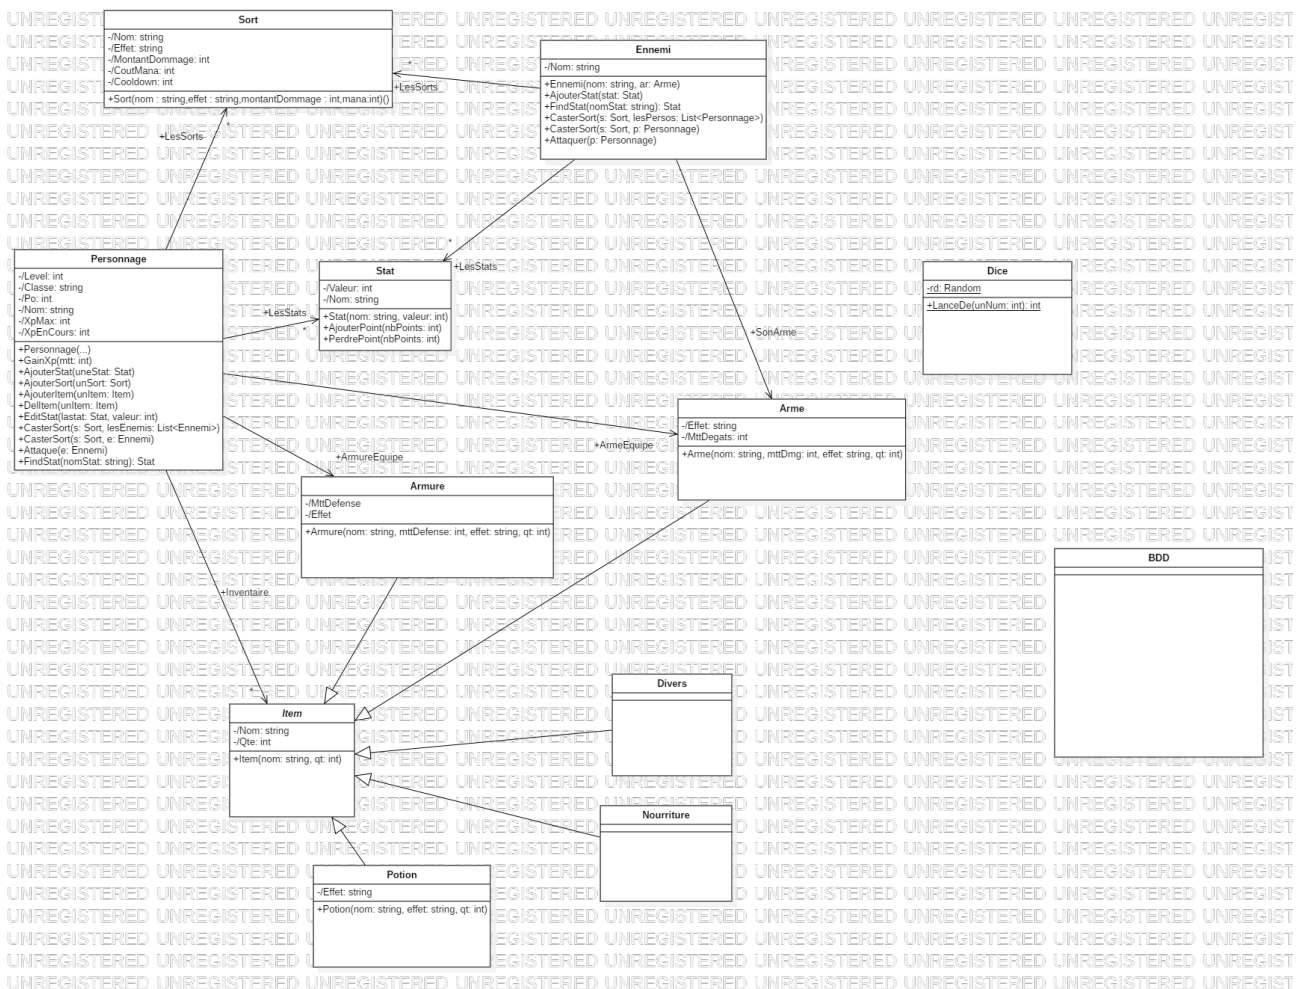 Sort
-/Nom: string
-/Effet: string
-/MontantDommage: int
-/CoutMana: int
-/Cooldown: int
+Sort(nom : string,effet : string,montantDommage : int,mana:int)()
Ennemi
-/Nom: string
+Ennemi(nom: string, ar: Arme)
+AjouterStat(stat: Stat)
+FindStat(nomStat: string): Stat
+CasterSort(s: Sort, lesPersos: List<Personnage>)
+CasterSort(s: Sort, p: Personnage)
+Attaquer(p: Personnage)
*
+LesSorts
*
+LesSorts
Personnage
-/Level: int
-/Classe: string
-/Po: int
-/Nom: string
-/XpMax: int
-/XpEnCours: int
+Personnage(...)
+GainXp(mtt: int)
+AjouterStat(uneStat: Stat)
+AjouterSort(unSort: Sort)
+AjouterItem(unItem: Item)
+DelItem(unItem: Item)
+EditStat(lastat: Stat, valeur: int)
+CasterSort(s: Sort, lesEnemis: List<Ennemi>)
+CasterSort(s: Sort, e: Ennemi)
+Attaque(e: Ennemi)
+FindStat(nomStat: string): Stat
*
+LesStats
Stat
-/Valeur: int
-/Nom: string
+Stat(nom: string, valeur: int)
+AjouterPoint(nbPoints: int)
+PerdrePoint(nbPoints: int)
+LesStats
*
Dice
-rd: Random
+LanceDe(unNum: int): int
+SonArme
Arme
-/Effet: string
-/MttDegats: int
+Arme(nom: string, mttDmg: int, effet: string, qt: int)
+ArmeEquipe
+ArmureEquipe
Armure
-/MttDefense
-/Effet
+Armure(nom: string, mttDefense: int, effet: string, qt: int)
BDD
+Inventaire
*
Item
-/Nom: string
-/Qte: int
+Item(nom: string, qt: int)
Divers
Nourriture
Potion
-/Effet: string
+Potion(nom: string, effet: string, qt: int)
UNREGISTERED